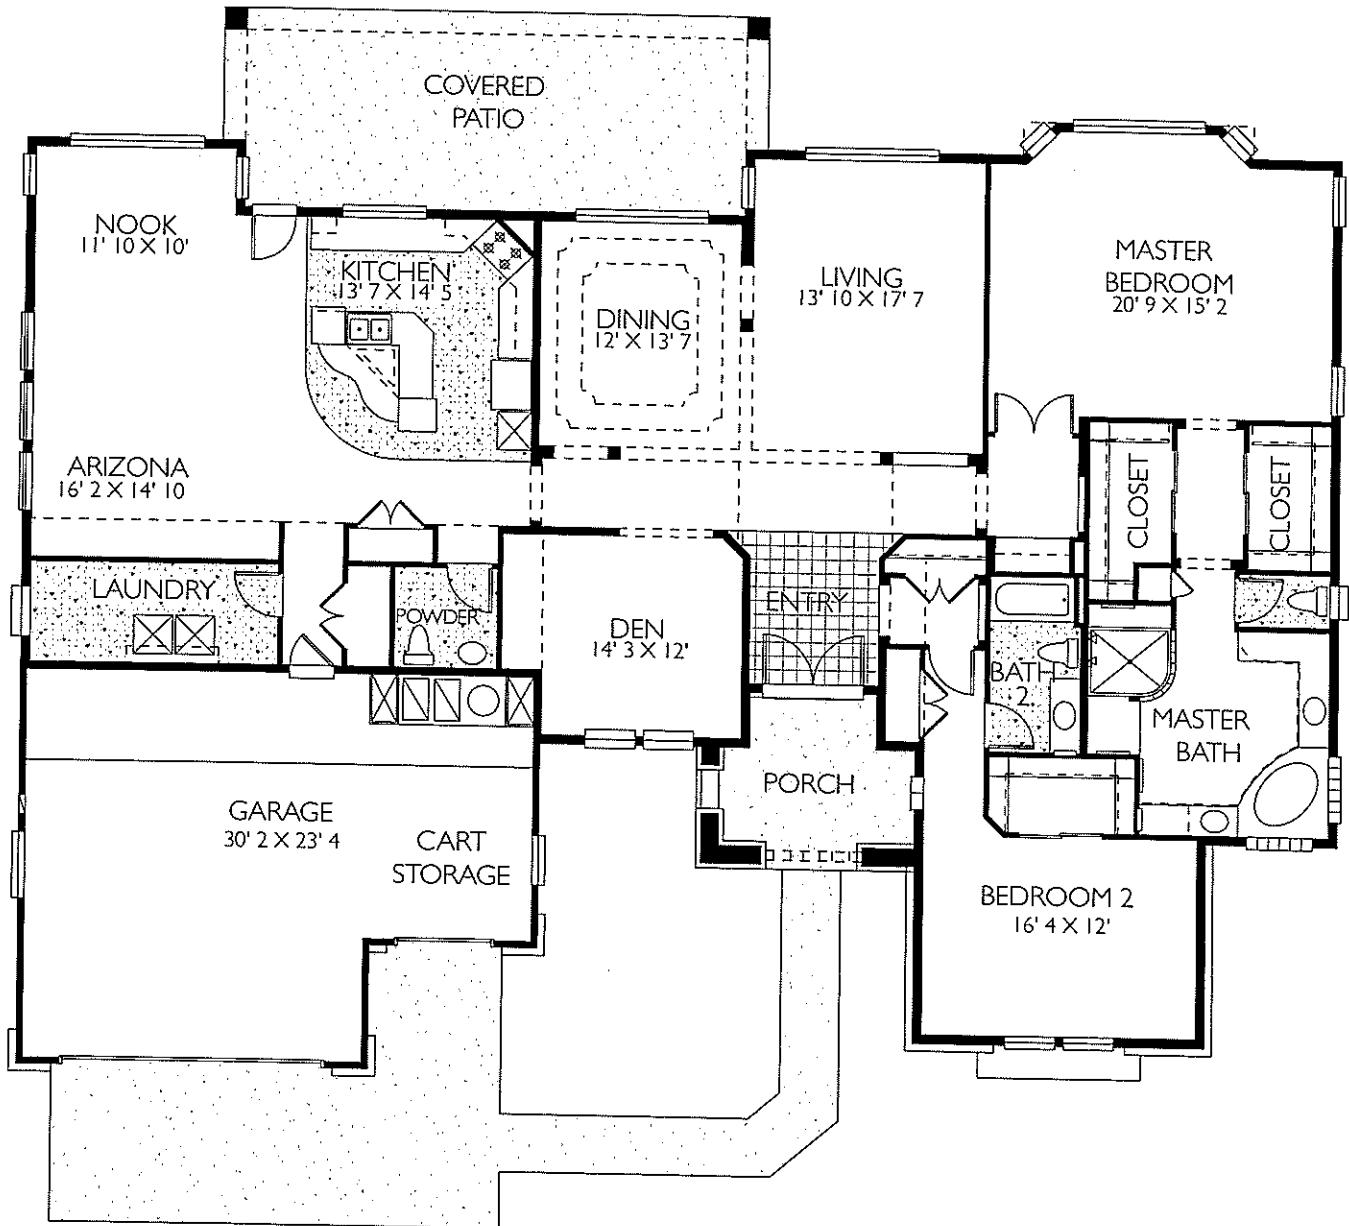 COVERED
PATIO
NOOK
11' 10 X 10'
KITCHEN
13' 7 X 14' 5
DINING
12' X 13' 7
LIVING
13' 10 X 17' 7
MASTER
BEDROOM
20' 9 X 15' 2
ARIZONA
16' 2 X 14' 10
CLOSET
CLOSET
LAUNDRY
POWDER
DEN
14' 3 X 12'
ENTRY
BATH
2
MASTER
BATH
PORCH
GARAGE
30' 2 X 23' 4
CART
STORAGE
BEDROOM 2
16' 4 X 12'